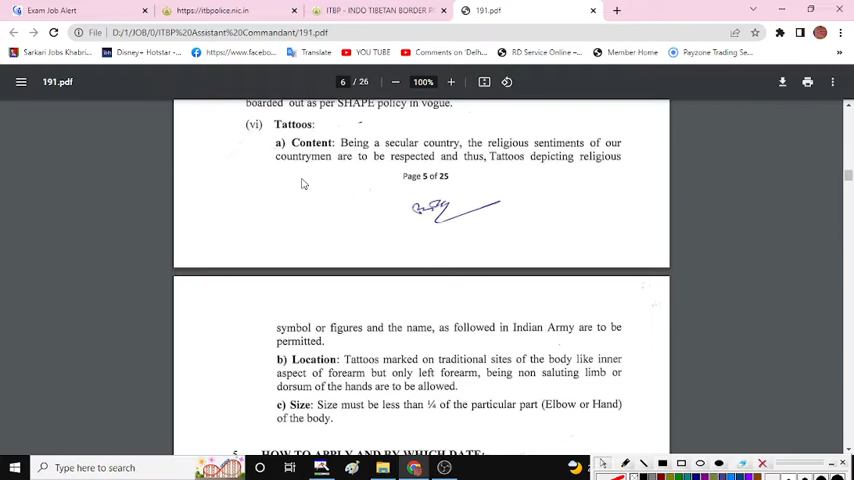 Exam Job Alert
https://itbpolice.nic.in
ITBP - INDO TIBETAN BORDER P
191.pdf
File
D:/1/JOB/0/ITBP%20Assistant%20Commandant/191.pdf
Sarkari Jobs Khabri...
Disney+ Hotstar -...
https://www.facebo...
Translate
YOU TUBE
Comments on 'Delh...
RD Service Online -...
Member Home
Payzone Trading Ser...
191.pdf
6 / 26
100%
boarded out as per SHAPE policy in vogue.
(vi) Tattoos:
a) Content: Being a secular country, the religious sentiments of our
countrymen are to be respected and thus, Tattoos depicting religious
Page 5 of 25
symbol or figures and the name, as followed in Indian Army are to be
permitted.
b) Location: Tattoos marked on traditional sites of the body like inner
aspect of forearm but only left forearm, being non saluting limb or
dorsum of the hands are to be allowed.
c) Size: Size must be less than ¼ of the particular part (Elbow or Hand)
of the body.
5. HOW TO APPLY AND BY WHICH DATE:
Type here to search